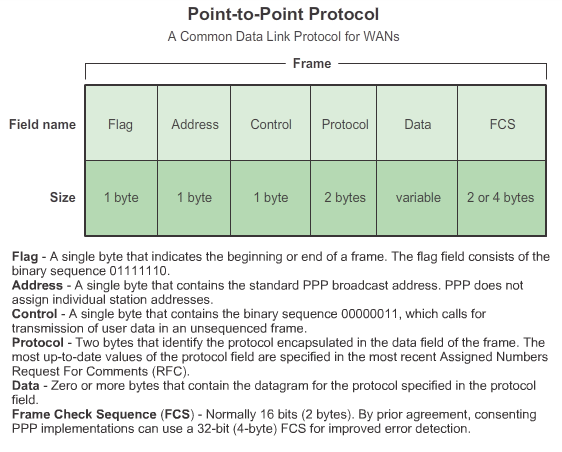 Point-to-Point Protocol
A Common Data Link Protocol for WANs
Frame
Field name Flag Address Control Protocol Data FCS
Size 1 byte 1 byte 1 byte 2 bytes variable 2 or 4 bytes
Flag - A single byte that indicates the beginning or end of a frame. The flag field consists of the
binary sequence 01111110.
Address - A single byte that contains the standard PPP broadcast address. PPP does not
assign individual station addresses.
Control - A single byte that contains the binary sequence 00000011, which calls for
transmission of user data in an unsequenced frame.
Protocol - Two bytes that identify the protocol encapsulated in the data field of the frame. The
most up-to-date values of the protocol field are specified in the most recent Assigned Numbers
Request For Comments (RFC).
Data - Zero or more bytes that contain the datagram for the protocol specified in the protocol
field.
Frame Check Sequence (FCS) - Normally 16 bits (2 bytes). By prior agreement, consenting
PPP implementations can use a 32-bit (4-byte) FCS for improved error detection.